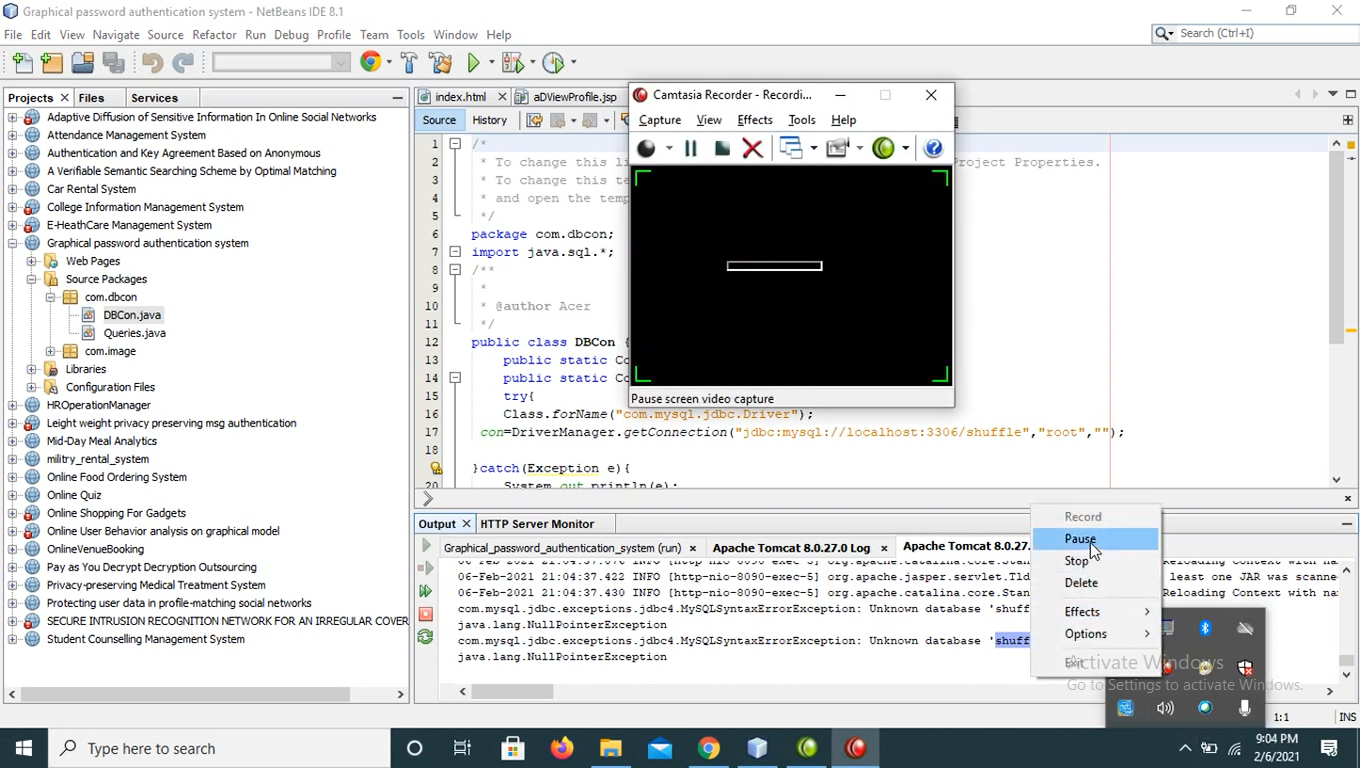 Graphical password authentication system - NetBeans IDE 8.1
File Edit View Navigate Source Refactor Run Debug Profile Team Tools Window Help
Search (Ctrl+I)
Projects Files Services
index.html aDViewProfile.jsp
Source History
Adaptive Diffusion of Sensitive Information In Online Social Networks
Attendance Management System
Authentication and Key Agreement Based on Anonymous
A Verifiable Semantic Searching Scheme by Optimal Matching
Car Rental System
College Information Management System
E-HeathCare Management System
Graphical password authentication system
Web Pages
Source Packages
com.dbcon
DBCon.java
Queries.java
com.image
Libraries
Configuration Files
HROperationManager
Leight weight privacy preserving msg authentication
Mid-Day Meal Analytics
militry_rental_system
Online Food Ordering System
Online Quiz
Online Shopping For Gadgets
Online User Behavior analysis on graphical model
OnlineVenueBooking
Pay as You Decrypt Decryption Outsourcing
Privacy-preserving Medical Treatment System
Protecting user data in profile-matching social networks
SECURE INTRUSION RECOGNITION NETWORK FOR AN IRREGULAR COVER
Student Counselling Management System
1 /*
2 * To change this li Project Properties.
3 * To change this te
4 * and open the temp
5 */
6 package com.dbcon;
7 import java.sql.*;
8 /**
9 *
10 * @author Acer
11 */
12 public class DBCon {
13 public static Co
14 public static Co
15 try{
16 Class.forName("com.mysql.jdbc.Driver");
17 con=DriverManager.getConnection("jdbc:mysql://localhost:3306/shuffle","root","");
18
}catch(Exception e){
20 System.out.println(e);
Camtasia Recorder - Recordi...
Capture View Effects Tools Help
Pause screen video capture
Output HTTP Server Monitor
Graphical_password_authentication_system (run) Apache Tomcat 8.0.27.0 Log Apache Tomcat 8.0.27.
06-Feb-2021 21:04:37.422 INFO [http-nio-8090-exec-5] org.apache.jasper.servlet.Tld least one JAR was scanne
06-Feb-2021 21:04:37.430 INFO [http-nio-8090-exec-5] org.apache.catalina.core.Stan Reloading Context with na
com.mysql.jdbc.exceptions.jdbc4.MySQLSyntaxErrorException: Unknown database 'shuff
java.lang.NullPointerException
com.mysql.jdbc.exceptions.jdbc4.MySQLSyntaxErrorException: Unknown database 'shuff
java.lang.NullPointerException
Record
Pause
Stop
Delete
Effects
Options
Exit
Activate Windows
Go to Settings to activate Windows.
1:1 INS
Type here to search
9:04 PM
2/6/2021